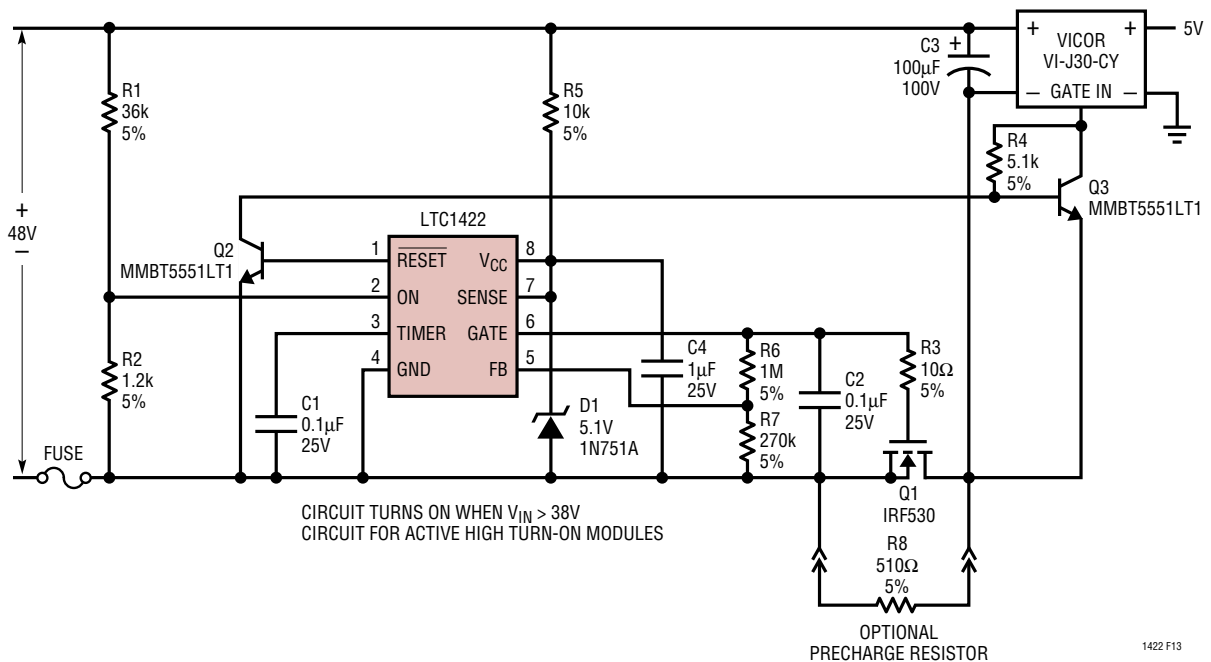 R1
36k
5%
R5
10k
5%
C3
+
100µF
100V
+
+
VICOR
VI-J30-CY
–
GATE IN
–
5V
R4
5.1k
5%
Q3
MMBT5551LT1
+
48V
–
Q2
MMBT5551LT1
LTC1422
1
RESET
VCC
8
2
ON
SENSE
7
3
TIMER
GATE
6
4
GND
FB
5
R2
1.2k
5%
C1
0.1µF
25V
D1
5.1V
1N751A
C4
1µF
25V
R6
1M
5%
R7
270k
5%
C2
0.1µF
25V
R3
10Ω
5%
FUSE
Q1
IRF530
CIRCUIT TURNS ON WHEN VIN > 38V
CIRCUIT FOR ACTIVE HIGH TURN-ON MODULES
R8
510Ω
5%
OPTIONAL
PRECHARGE RESISTOR
1422 F13